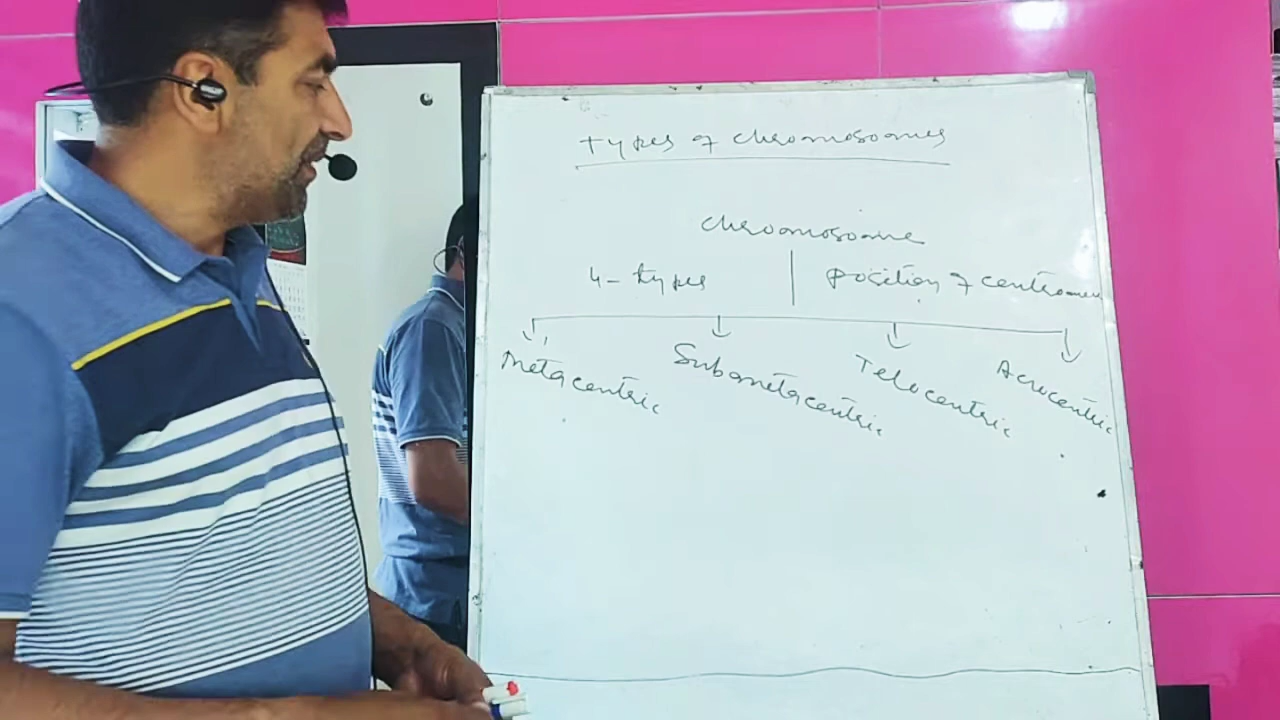 Types of chromosomes
chromosome
4 - types | position of centromere
Metacentric Submetacentric Telocentric Acrocentric